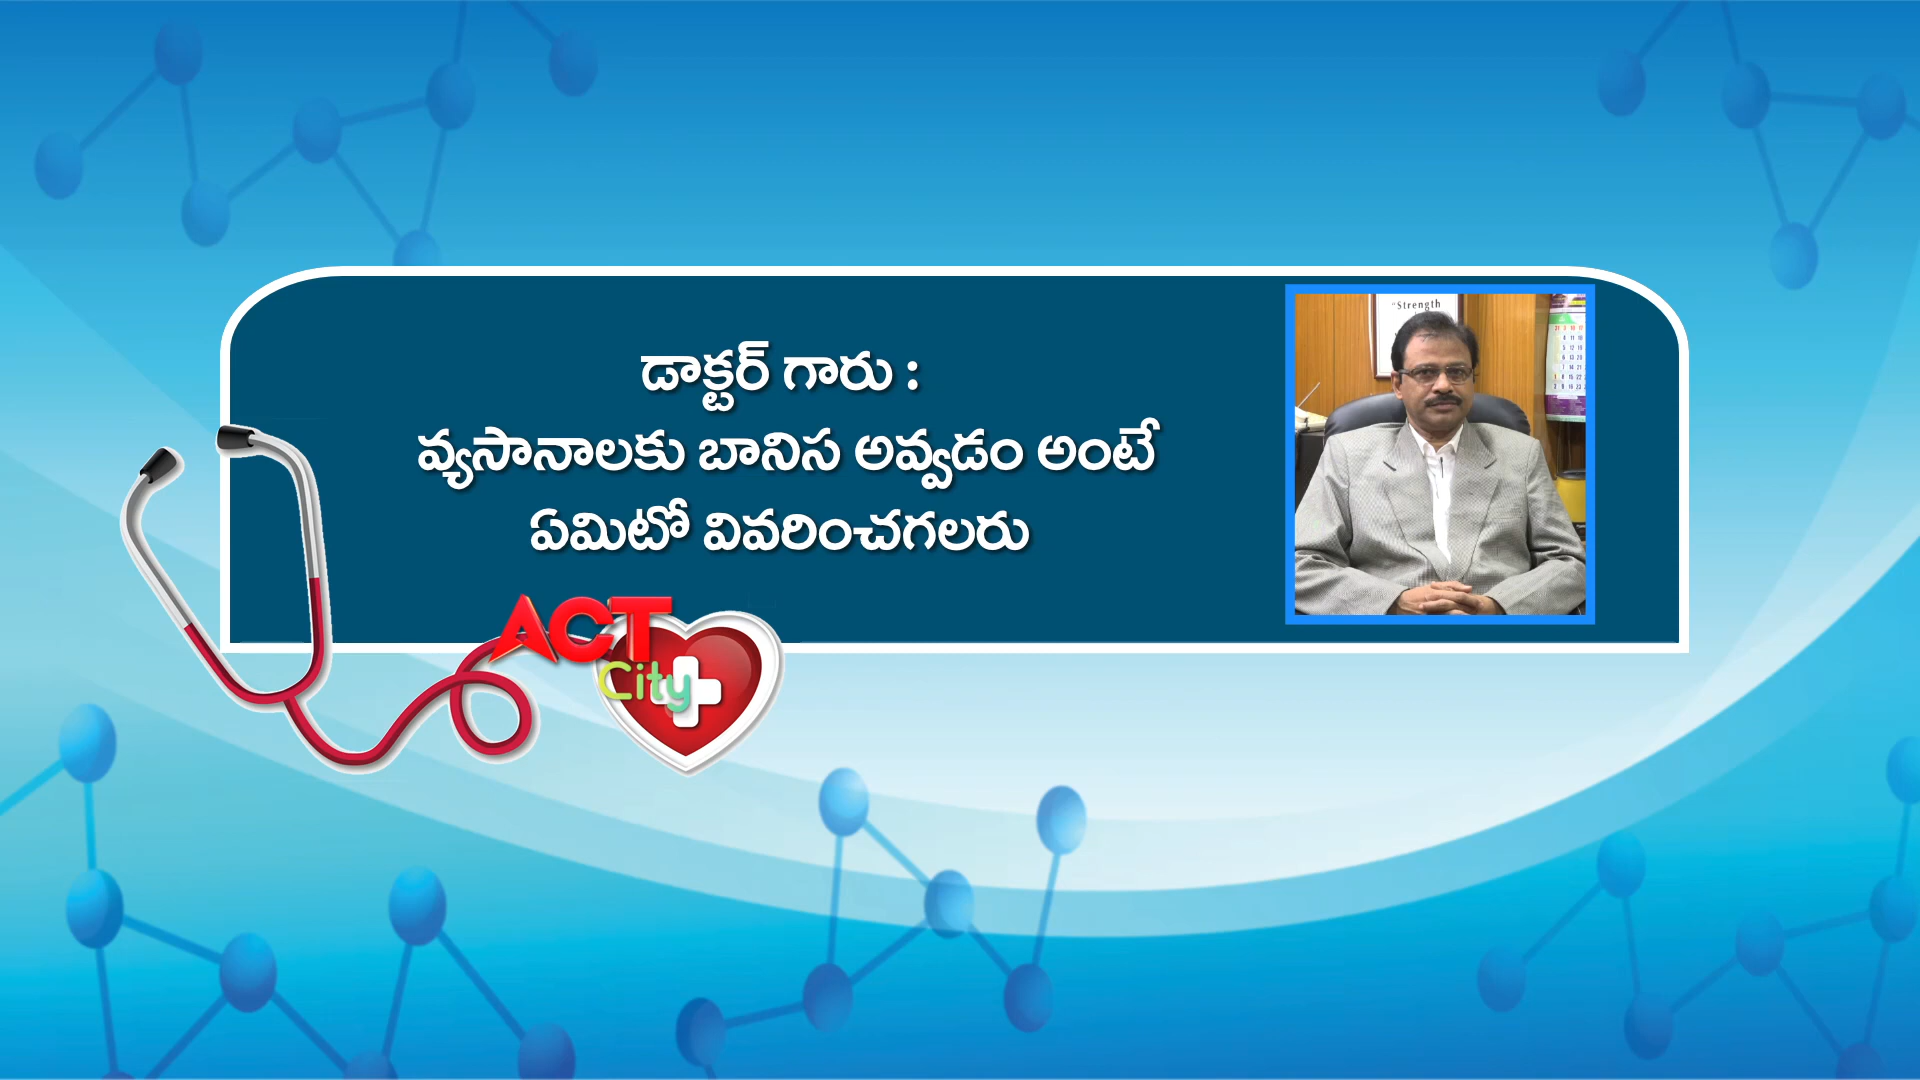 డాక్టర్ గారు :
వ్యసానాలకు బానిస అవ్వడం అంటే
ఏమిటో వివరించగలరు
ACT
City
"Strength